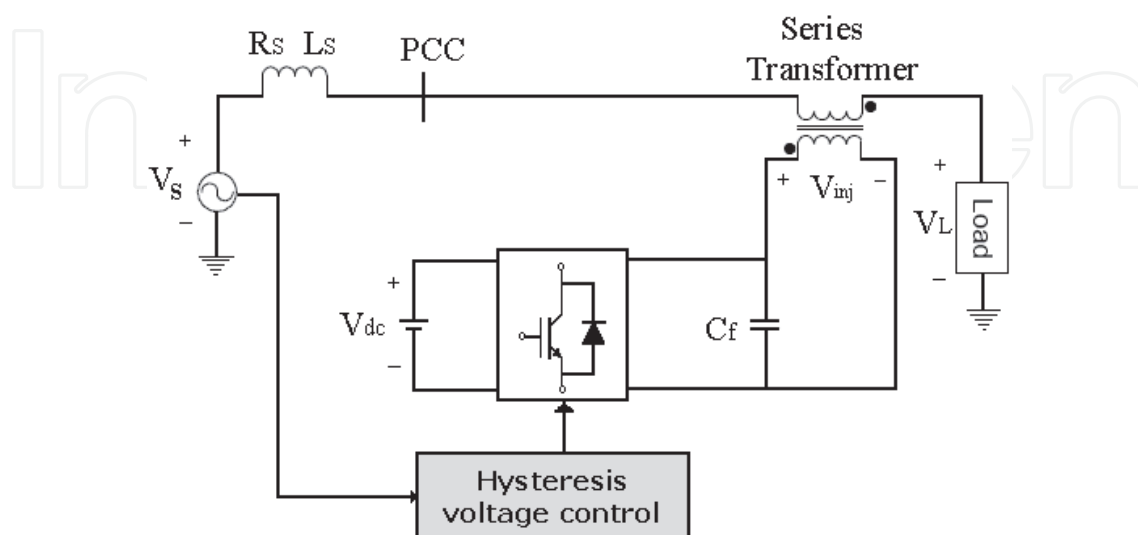 Rs Ls
PCC
Series
Transformer
+
Vs
−
+ Vinj −
+
VL
−
Load
+
Vdc
−
Cf
Hysteresis
voltage control